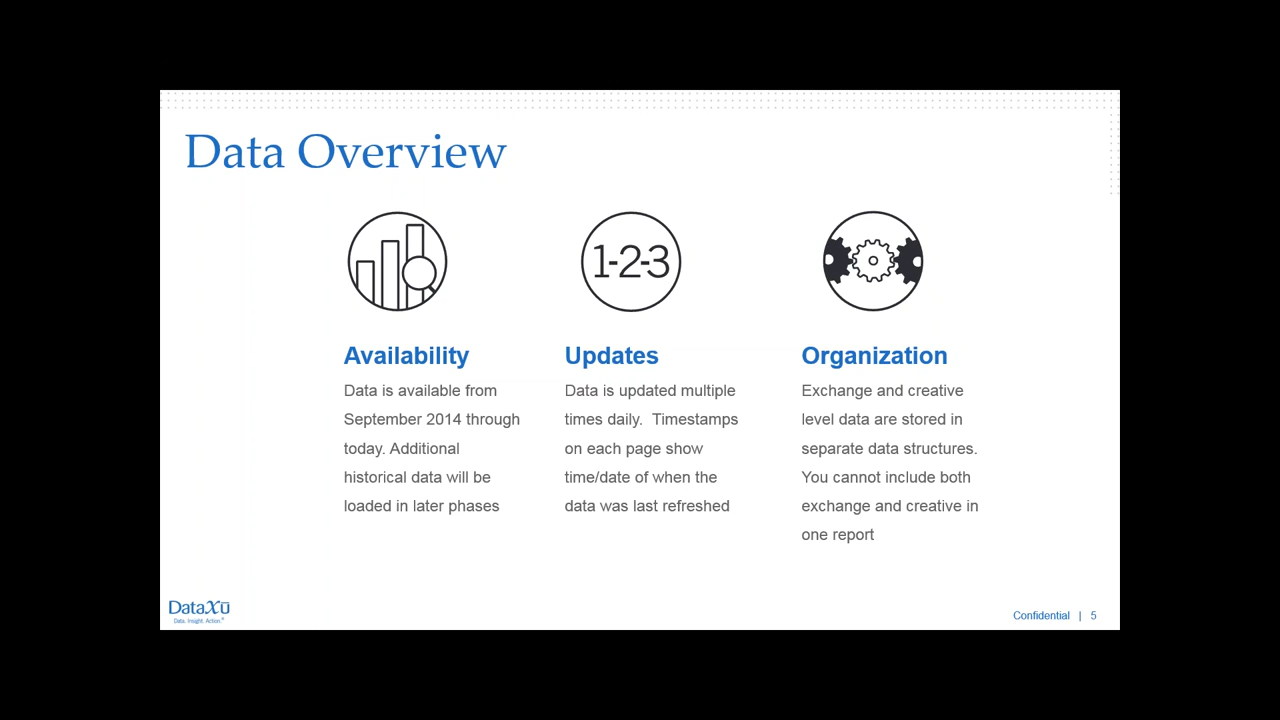 Data Overview
1-2-3
Availability
Data is available from
September 2014 through
today. Additional
historical data will be
loaded in later phases
Updates
Data is updated multiple
times daily.  Timestamps
on each page show
time/date of when the
data was last refreshed
Organization
Exchange and creative
level data are stored in
separate data structures.
You cannot include both
exchange and creative in
one report
DataXū
Data. Insight. Action.®
Confidential | 5